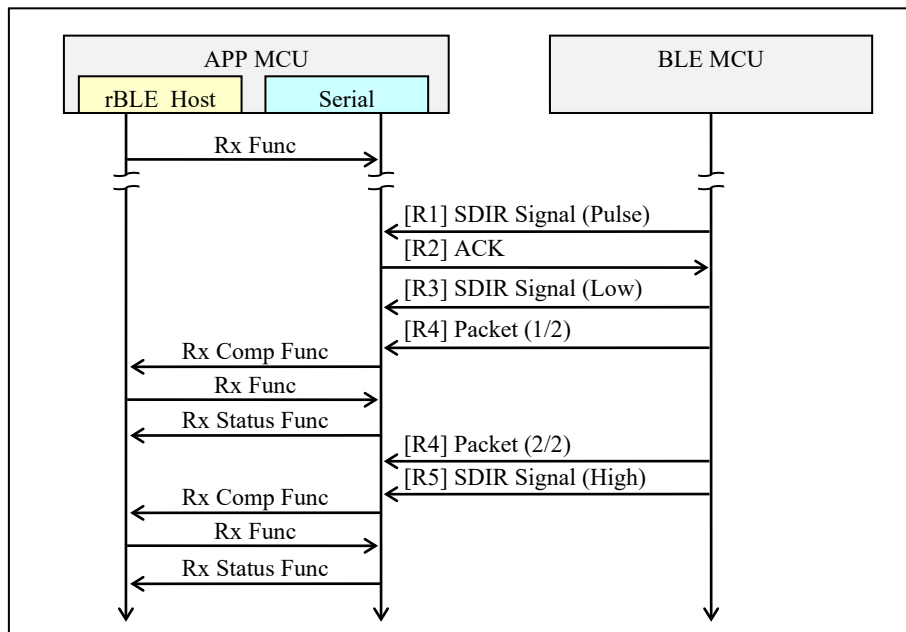 APP MCU
BLE MCU
rBLE_Host
Serial
Rx Func
[R1] SDIR Signal (Pulse)
[R2] ACK
[R3] SDIR Signal (Low)
[R4] Packet (1/2)
Rx Comp Func
Rx Func
Rx Status Func
[R4] Packet (2/2)
[R5] SDIR Signal (High)
Rx Comp Func
Rx Func
Rx Status Func